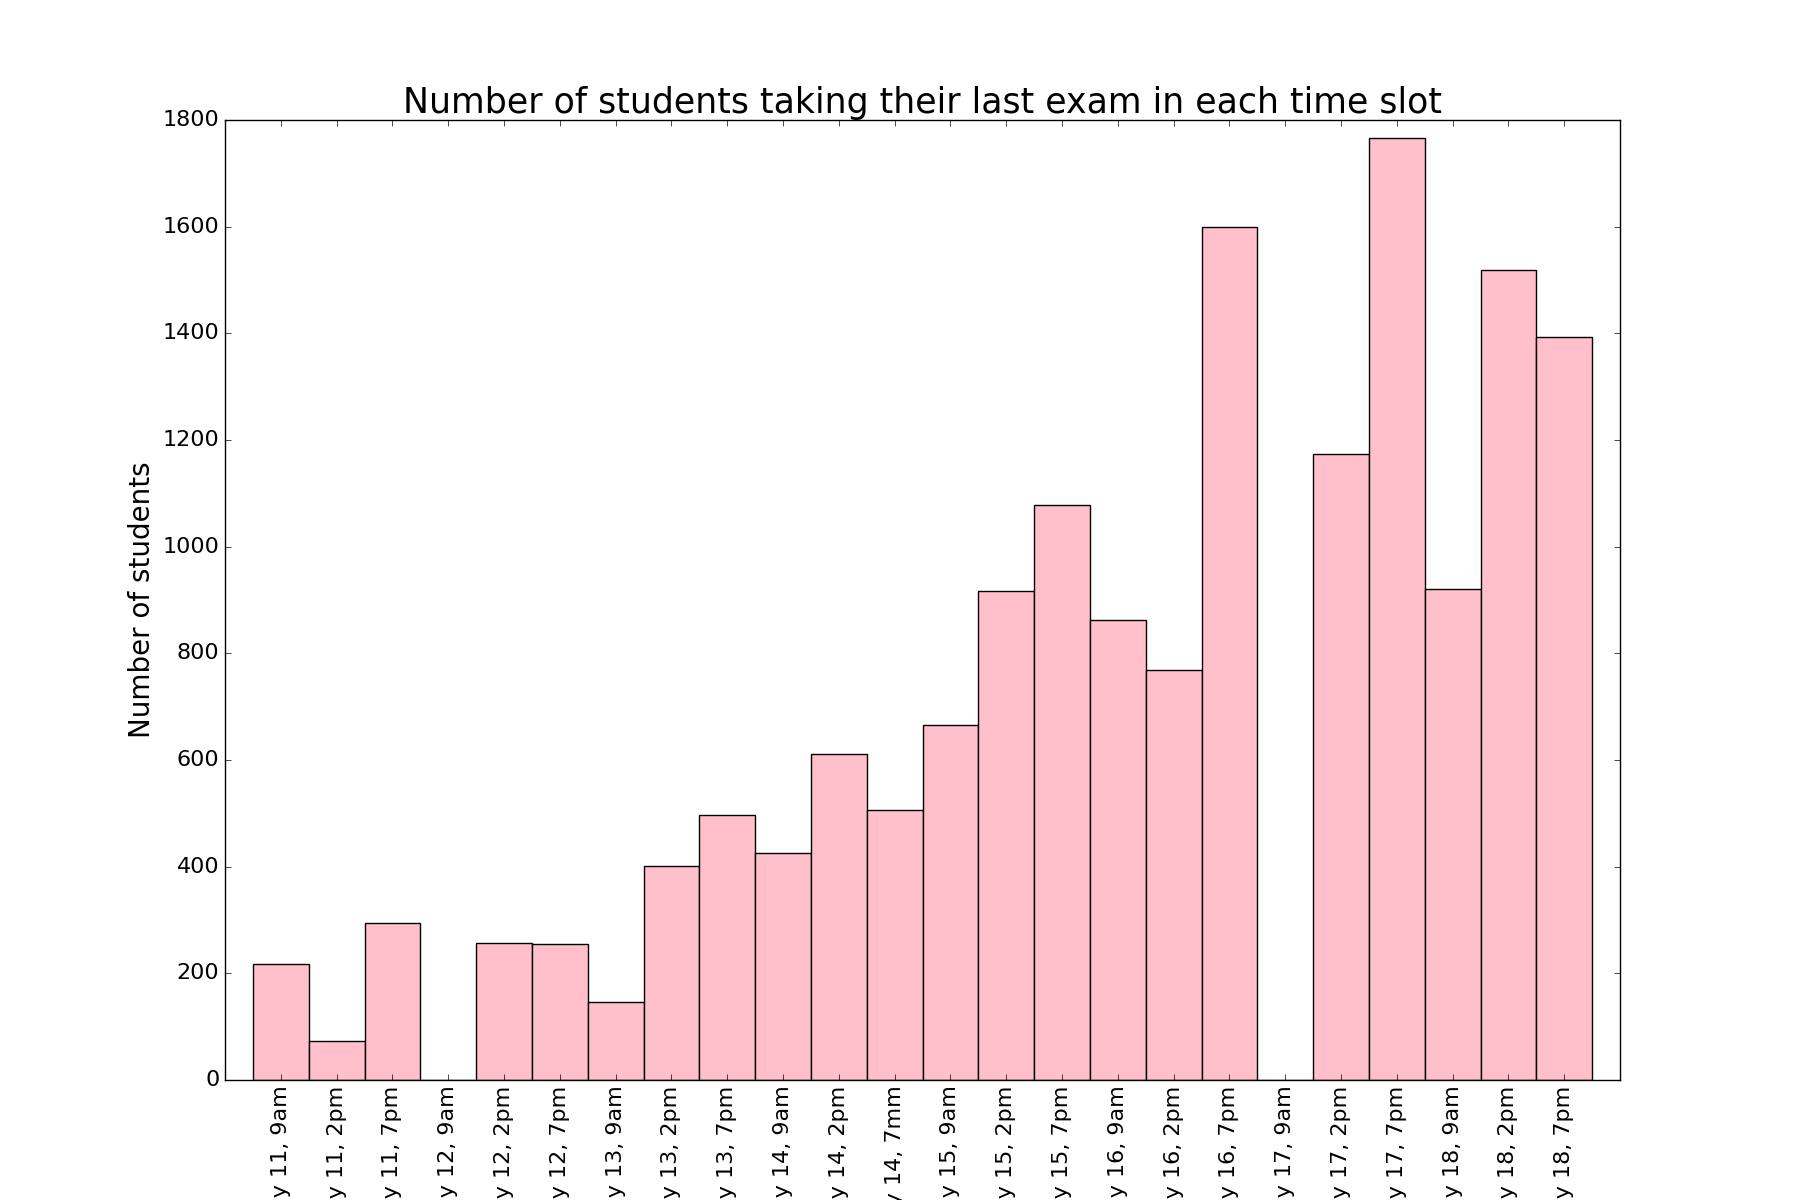 Number of students taking their last exam in each time slot
Number of students
1800
1600
1400
1200
1000
800
600
400
200
0
y 11, 9am
y 11, 2pm
y 11, 7pm
y 12, 9am
y 12, 2pm
y 12, 7pm
y 13, 9am
y 13, 2pm
y 13, 7pm
y 14, 9am
y 14, 2pm
y 14, 7mm
y 15, 9am
y 15, 2pm
y 15, 7pm
y 16, 9am
y 16, 2pm
y 16, 7pm
y 17, 9am
y 17, 2pm
y 17, 7pm
y 18, 9am
y 18, 2pm
y 18, 7pm